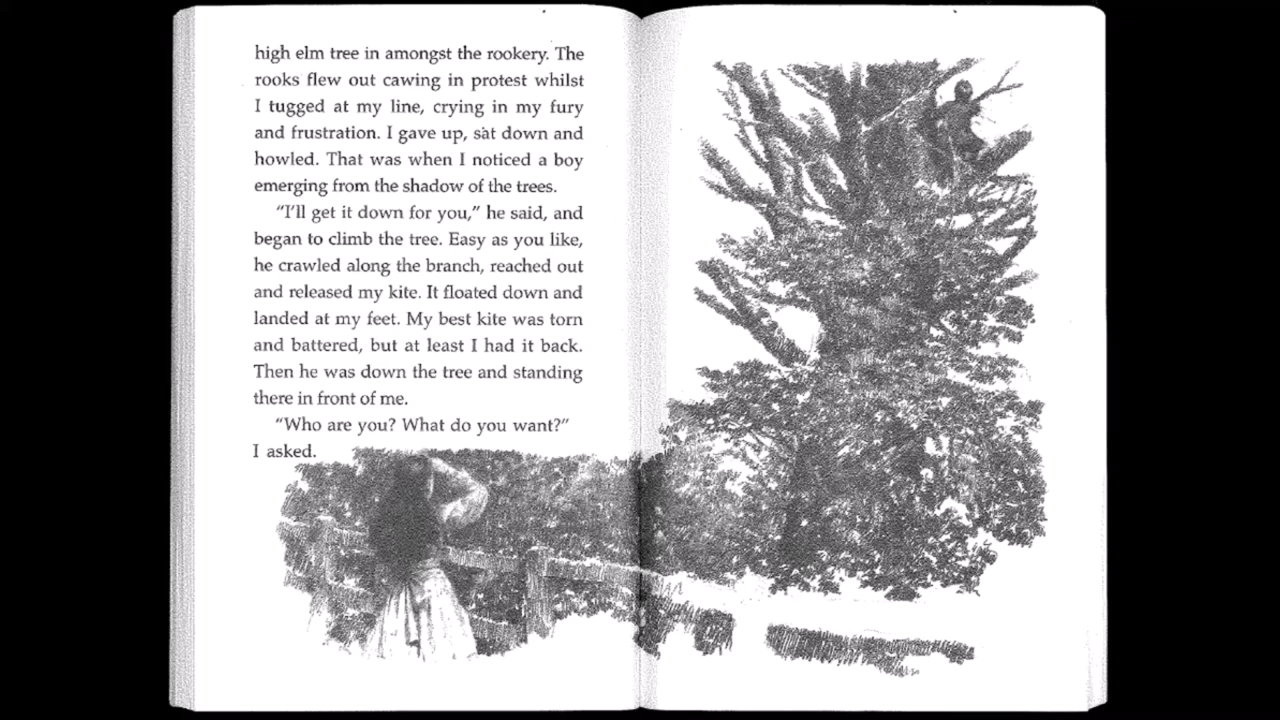 high elm tree in amongst the rookery. The
rooks flew out cawing in protest whilst
I tugged at my line, crying in my fury
and frustration. I gave up, sat down and
howled. That was when I noticed a boy
emerging from the shadow of the trees.
“I’ll get it down for you,” he said, and
began to climb the tree. Easy as you like,
he crawled along the branch, reached out
and released my kite. It floated down and
landed at my feet. My best kite was torn
and battered, but at least I had it back.
Then he was down the tree and standing
there in front of me.
“Who are you? What do you want?”
I asked.